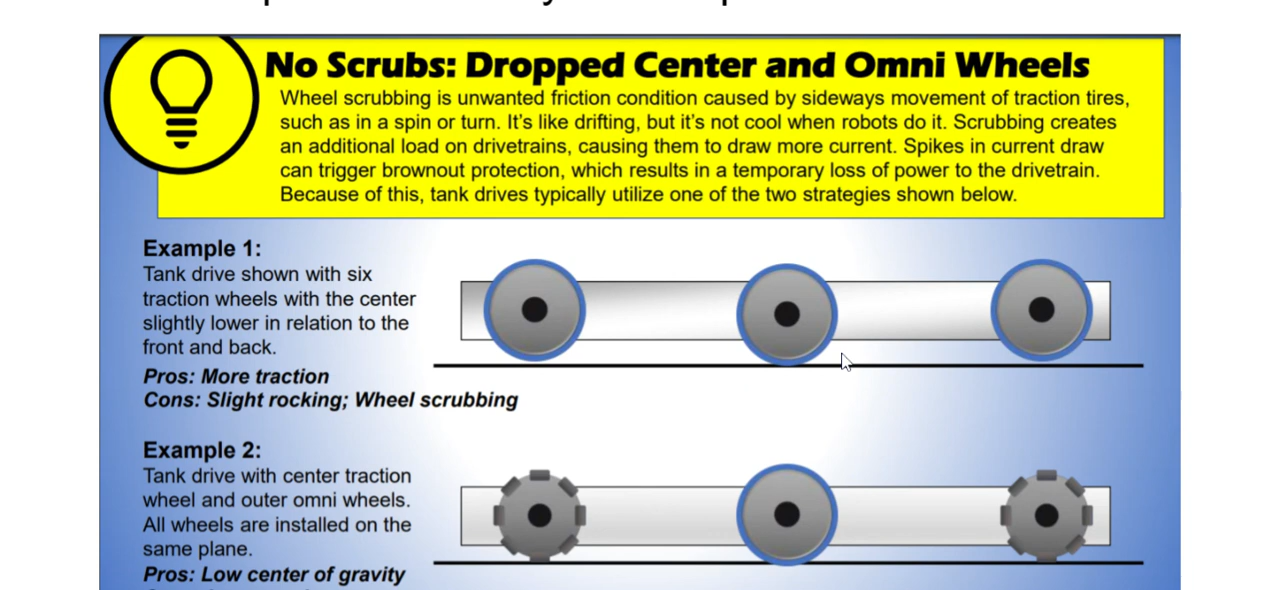 No Scrubs: Dropped Center and Omni Wheels
Wheel scrubbing is unwanted friction condition caused by sideways movement of traction tires,
such as in a spin or turn. It’s like drifting, but it’s not cool when robots do it. Scrubbing creates
an additional load on drivetrains, causing them to draw more current. Spikes in current draw
can trigger brownout protection, which results in a temporary loss of power to the drivetrain.
Because of this, tank drives typically utilize one of the two strategies shown below.
Example 1:
Tank drive shown with six
traction wheels with the center
slightly lower in relation to the
front and back.
Pros: More traction
Cons: Slight rocking; Wheel scrubbing
Example 2:
Tank drive with center traction
wheel and outer omni wheels.
All wheels are installed on the
same plane.
Pros: Low center of gravity